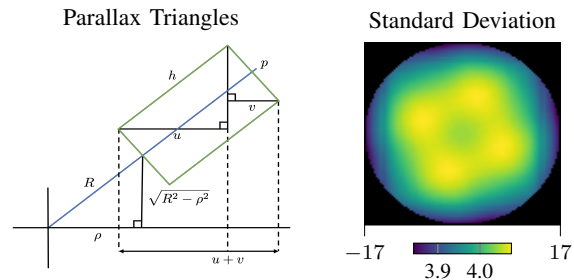 Parallax Triangles
h
p
v
u
R
√R² − ρ²
ρ
u + v
Standard Deviation
−17
17
3.9
4.0